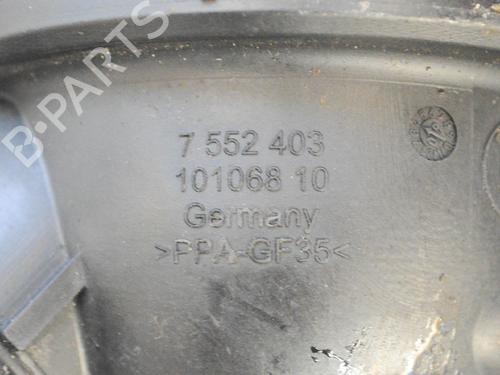 B-PARTS
7 552 403
101068 10
Germany
>PPA-GF35<